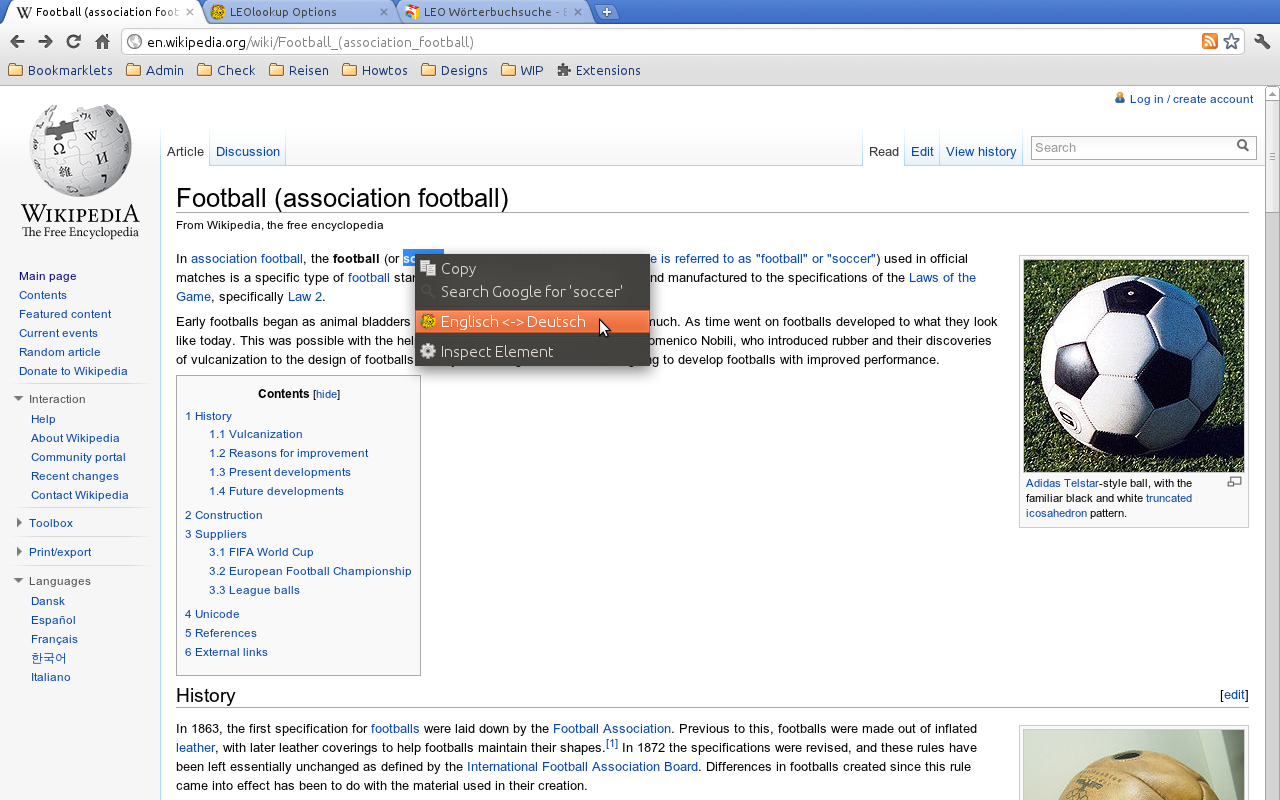 Football (association foot
LEOlookup Options
LEO Wörterbuchsuche - E
en.wikipedia.org/wiki/Football_(association_football)
Bookmarklets Admin Check Reisen Howtos Designs WIP Extensions
Log in / create account
Article Discussion Read Edit View history Search
WIKIPEDIA
The Free Encyclopedia
Main page
Contents
Featured content
Current events
Random article
Donate to Wikipedia
Interaction
Help
About Wikipedia
Community portal
Recent changes
Contact Wikipedia
Toolbox
Print/export
Languages
Dansk
Español
Français
한국어
Italiano
Football (association football)
From Wikipedia, the free encyclopedia
In association football, the football (or e is referred to as "football" or "soccer") used in official
matches is a specific type of football nd manufactured to the specifications of the Laws of the
Game, specifically Law 2.
Early footballs began as animal bladders much. As time went on footballs developed to what they look
like today. This was possible with the omenico Nobili, who introduced rubber and their discoveries
of vulcanization to the design of footballs to develop footballs with improved performance.
Copy
Search Google for 'soccer'
Englisch <-> Deutsch
Inspect Element
Contents [hide]
1 History
1.1 Vulcanization
1.2 Reasons for improvement
1.3 Present developments
1.4 Future developments
2 Construction
3 Suppliers
3.1 FIFA World Cup
3.2 European Football Championship
3.3 League balls
4 Unicode
5 References
6 External links
Adidas Telstar-style ball, with the
familiar black and white truncated
icosahedron pattern.
History [edit]
In 1863, the first specification for footballs were laid down by the Football Association. Previous to this, footballs were made out of inflated
leather, with later leather coverings to help footballs maintain their shapes.[1] In 1872 the specifications were revised, and these rules have
been left essentially unchanged as defined by the International Football Association Board. Differences in footballs created since this rule
came into effect has been to do with the material used in their creation.